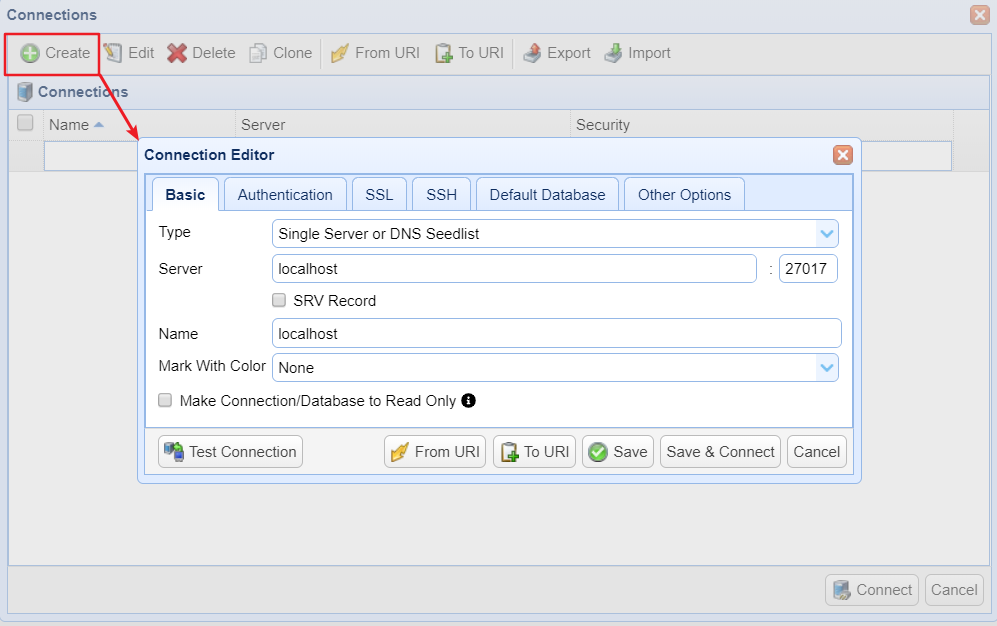 Connections
Create Edit Delete Clone From URI To URI Export Import
Connections
Name Server Security
Connection Editor
Basic Authentication SSL SSH Default Database Other Options
Type Single Server or DNS Seedlist
Server localhost : 27017
SRV Record
Name localhost
Mark With Color None
Make Connection/Database to Read Only
Test Connection From URI To URI Save Save & Connect Cancel
Connect Cancel